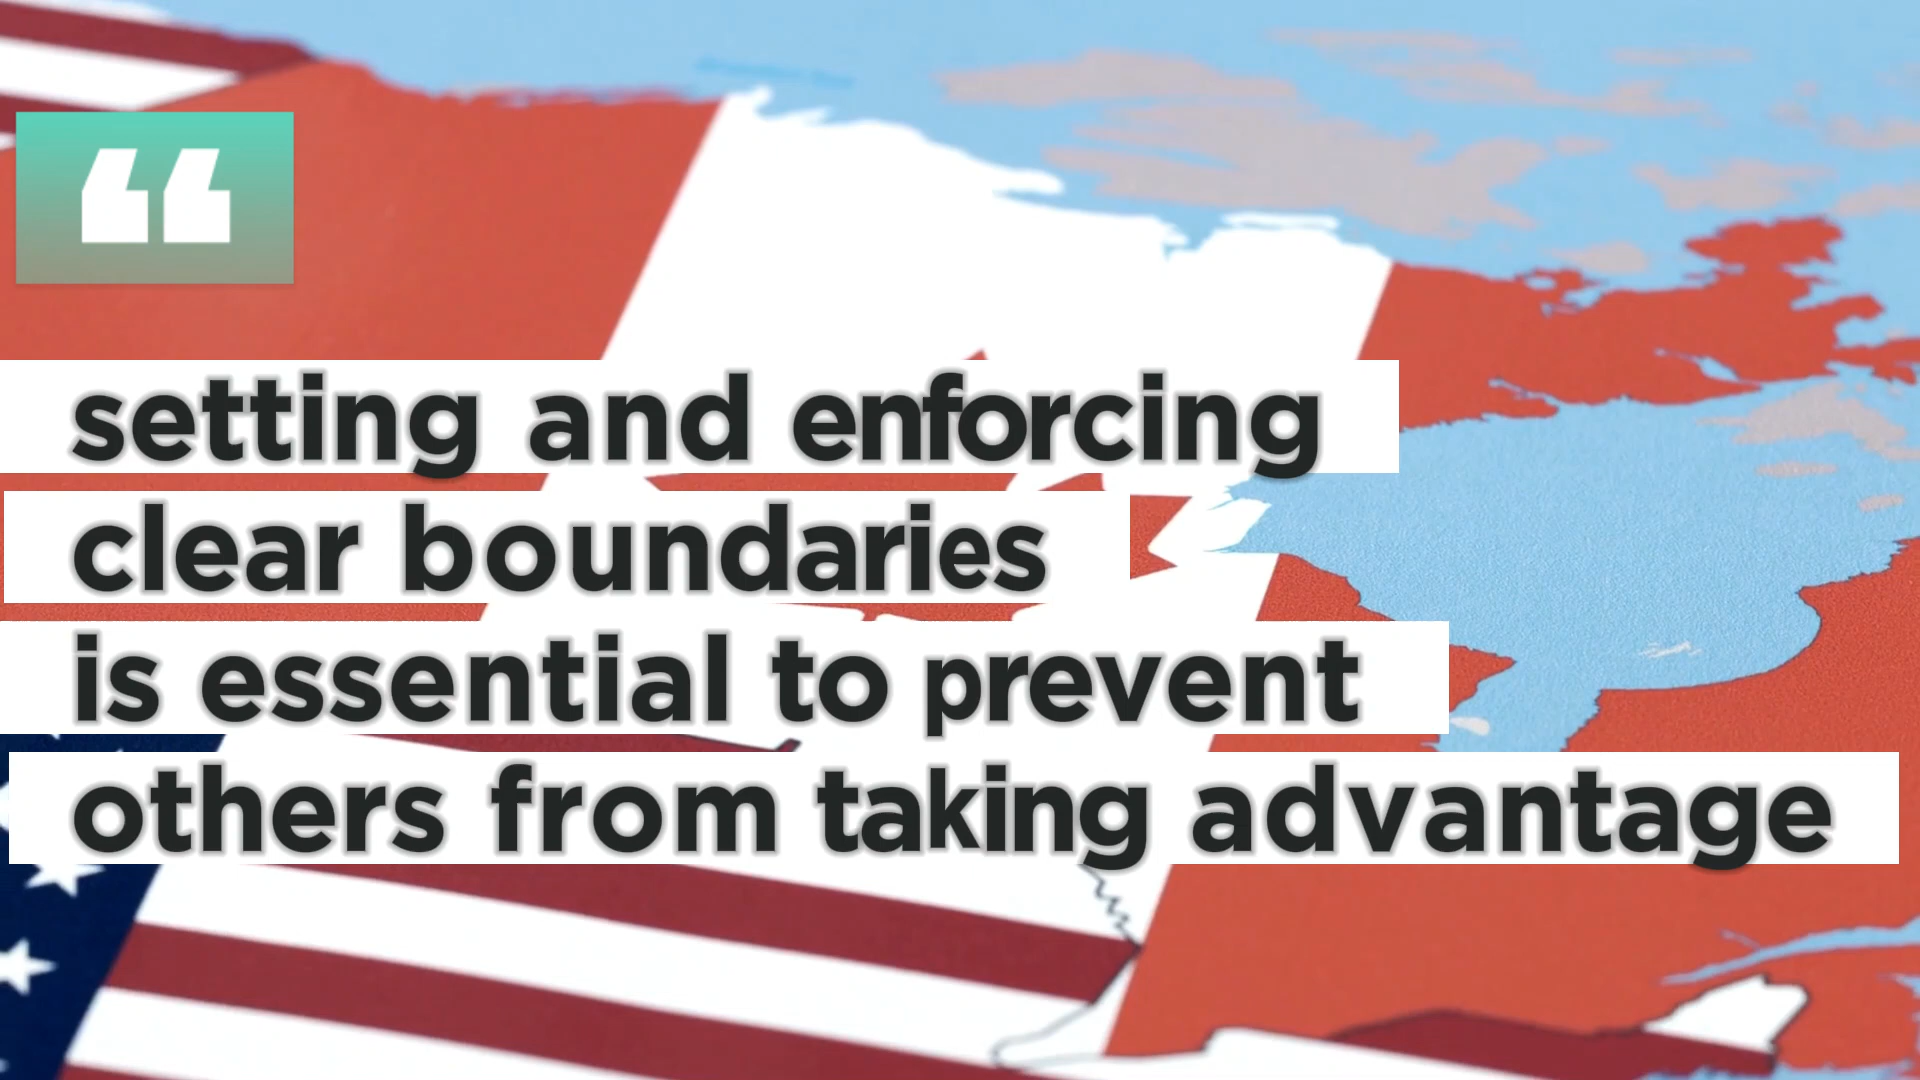 “
setting and enforcing
clear boundaries
is essential to prevent
others from taking advantage